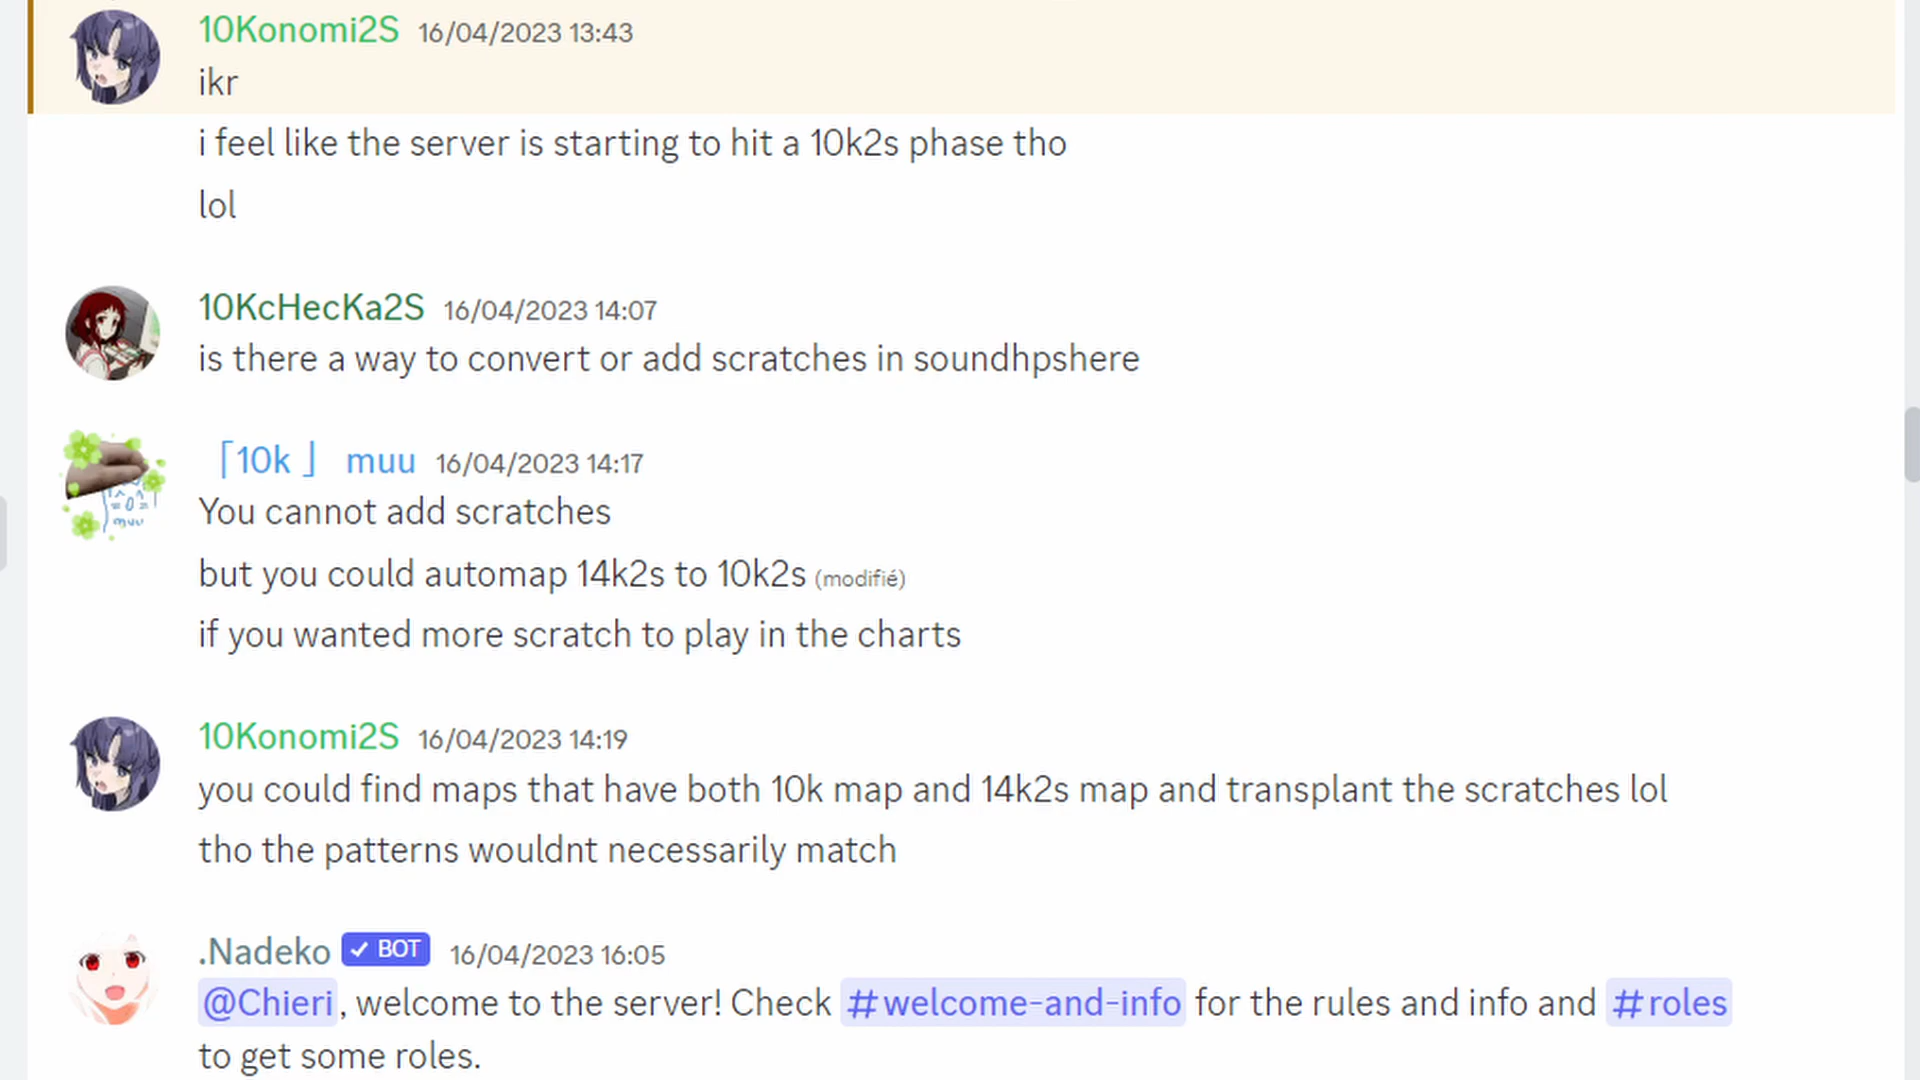 10Konomi2S 16/04/2023 13:43
ikr
i feel like the server is starting to hit a 10k2s phase tho
lol
10KcHecKa2S 16/04/2023 14:07
is there a way to convert or add scratches in soundhpshere
「10k 」 muu 16/04/2023 14:17
You cannot add scratches
but you could automap 14k2s to 10k2s (modifié)
if you wanted more scratch to play in the charts
=0=
muu
10Konomi2S 16/04/2023 14:19
you could find maps that have both 10k map and 14k2s map and transplant the scratches lol
tho the patterns wouldnt necessarily match
.Nadeko ✓ BOT 16/04/2023 16:05
@Chieri, welcome to the server! Check #welcome-and-info for the rules and info and #roles
to get some roles.